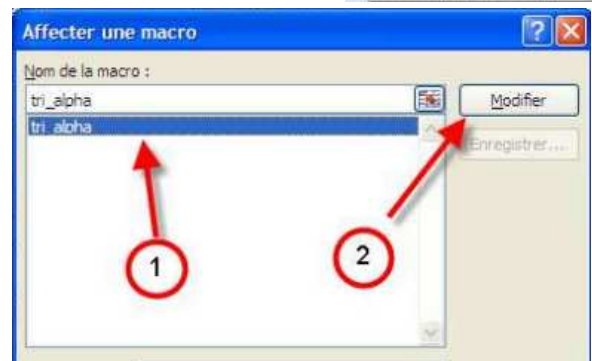 Affecter une macro
Nom de la macro :
tri_alpha
Modifier
tri_alpha
Enregistrer...
1
2